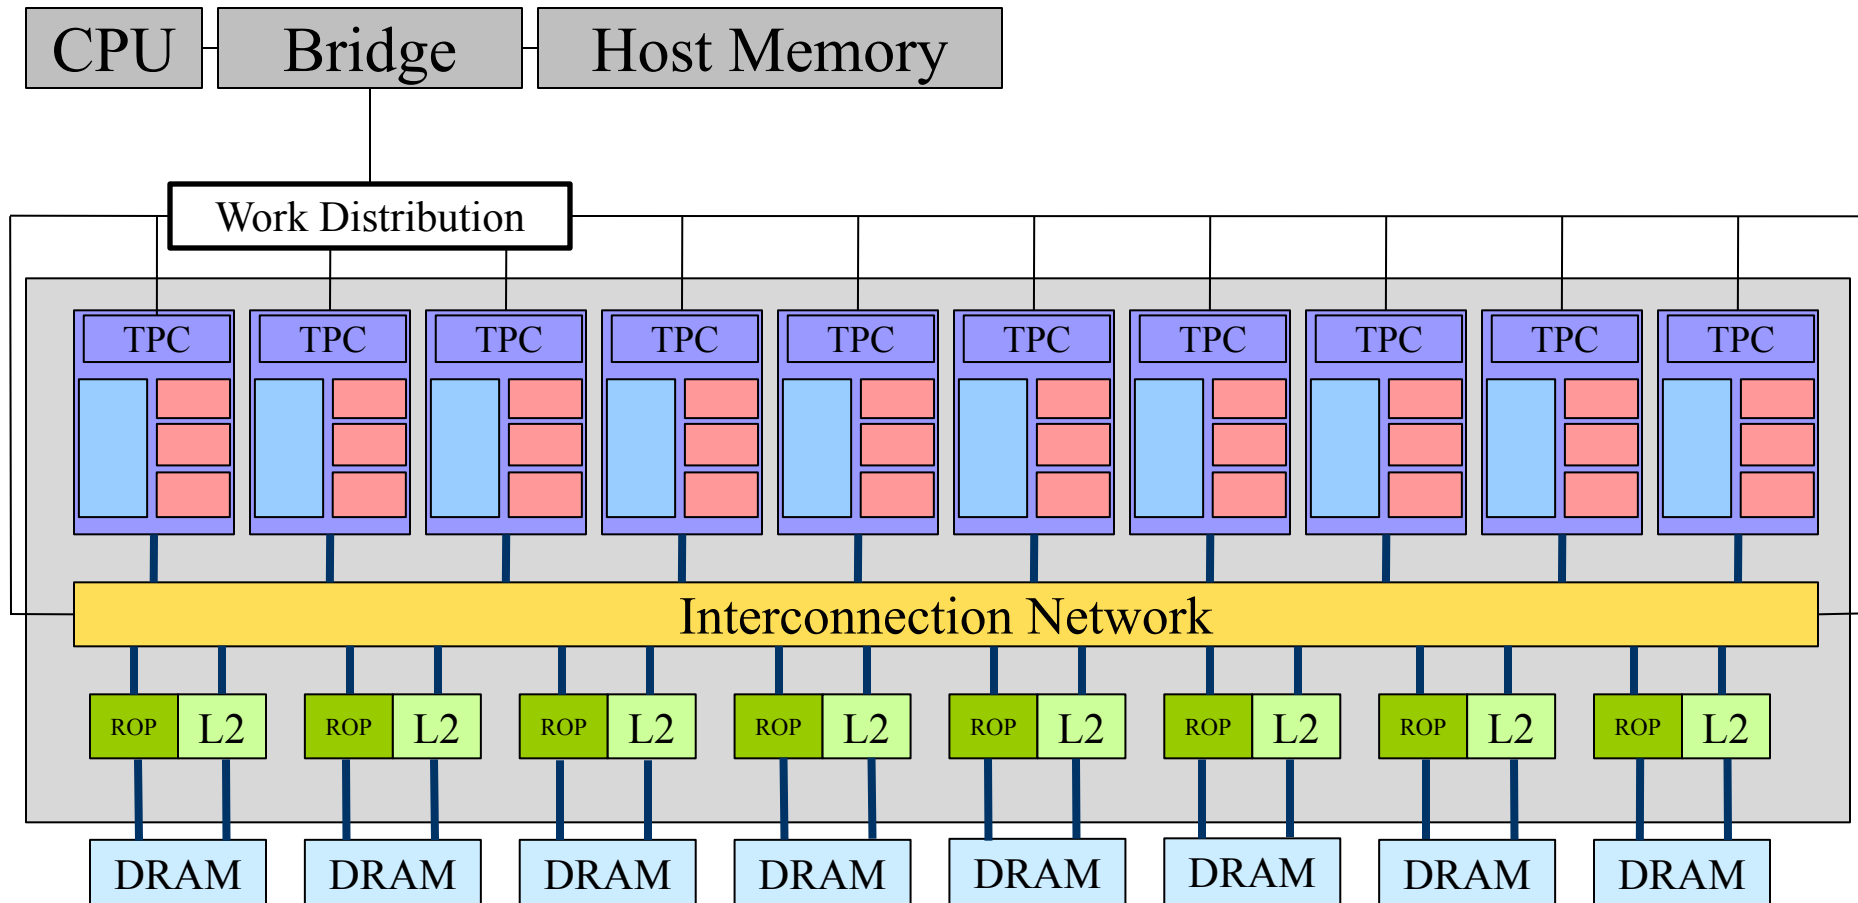 CPU
Bridge
Host Memory
Work Distribution
TPC
TPC
TPC
TPC
TPC
TPC
TPC
TPC
TPC
TPC
Interconnection Network
ROP
L2
ROP
L2
ROP
L2
ROP
L2
ROP
L2
ROP
L2
ROP
L2
ROP
L2
DRAM
DRAM
DRAM
DRAM
DRAM
DRAM
DRAM
DRAM